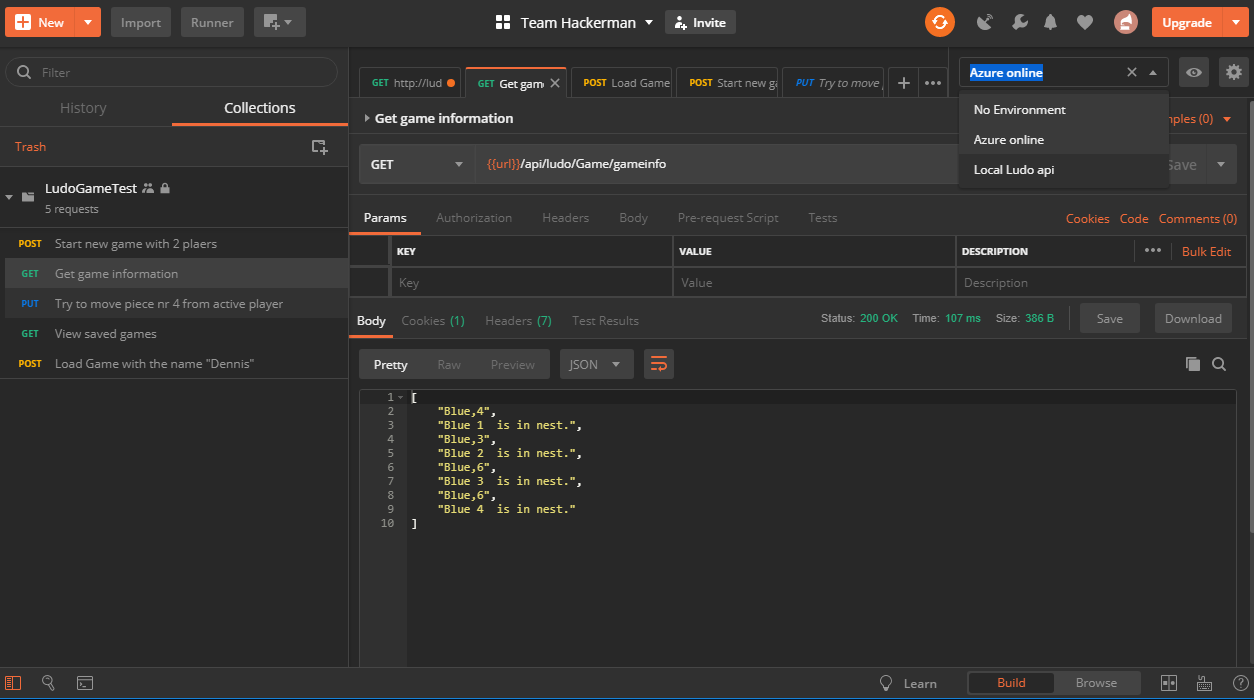 New Import Runner Team Hackerman Invite Upgrade
Filter
History Collections
Trash
LudoGameTest
5 requests
POST Start new game with 2 plaers
GET Get game information
PUT Try to move piece nr 4 from active player
GET View saved games
POST Load Game with the name "Dennis"
GET http://lud GET Get gam POST Load Game POST Start new ga PUT Try to move
Azure online
No Environment
Azure online
Local Ludo api
Get game information
mples (0)
GET {{url}}/api/ludo/Game/gameinfo Save
Params Authorization Headers Body Pre-request Script Tests Cookies Code Comments (0)
KEY VALUE DESCRIPTION Bulk Edit
Key Value Description
Body Cookies (1) Headers (7) Test Results Status: 200 OK Time: 107 ms Size: 386 B Save Download
Pretty Raw Preview JSON
1 [
2 "Blue,4",
3 "Blue 1  is in nest.",
4 "Blue,3",
5 "Blue 2  is in nest.",
6 "Blue,6",
7 "Blue 3  is in nest.",
8 "Blue,6",
9 "Blue 4  is in nest."
10 ]
Learn Build Browse